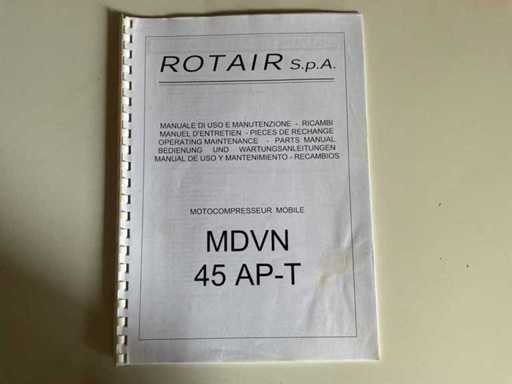 ROTAIR S.p.A.
MANUALE DI USO E MANUTENZIONE - RICAMBI
MANUEL D'ENTRETIEN - PIECES DE RECHANGE
OPERATING MAINTENANCE - PARTS MANUAL
BEDIENUNG UND WARTUNGSANLEITUNGEN
MANUAL DE USO Y MANTENIMIENTO - RECAMBIOS
MOTOCOMPRESSEUR MOBILE
MDVN
45 AP-T